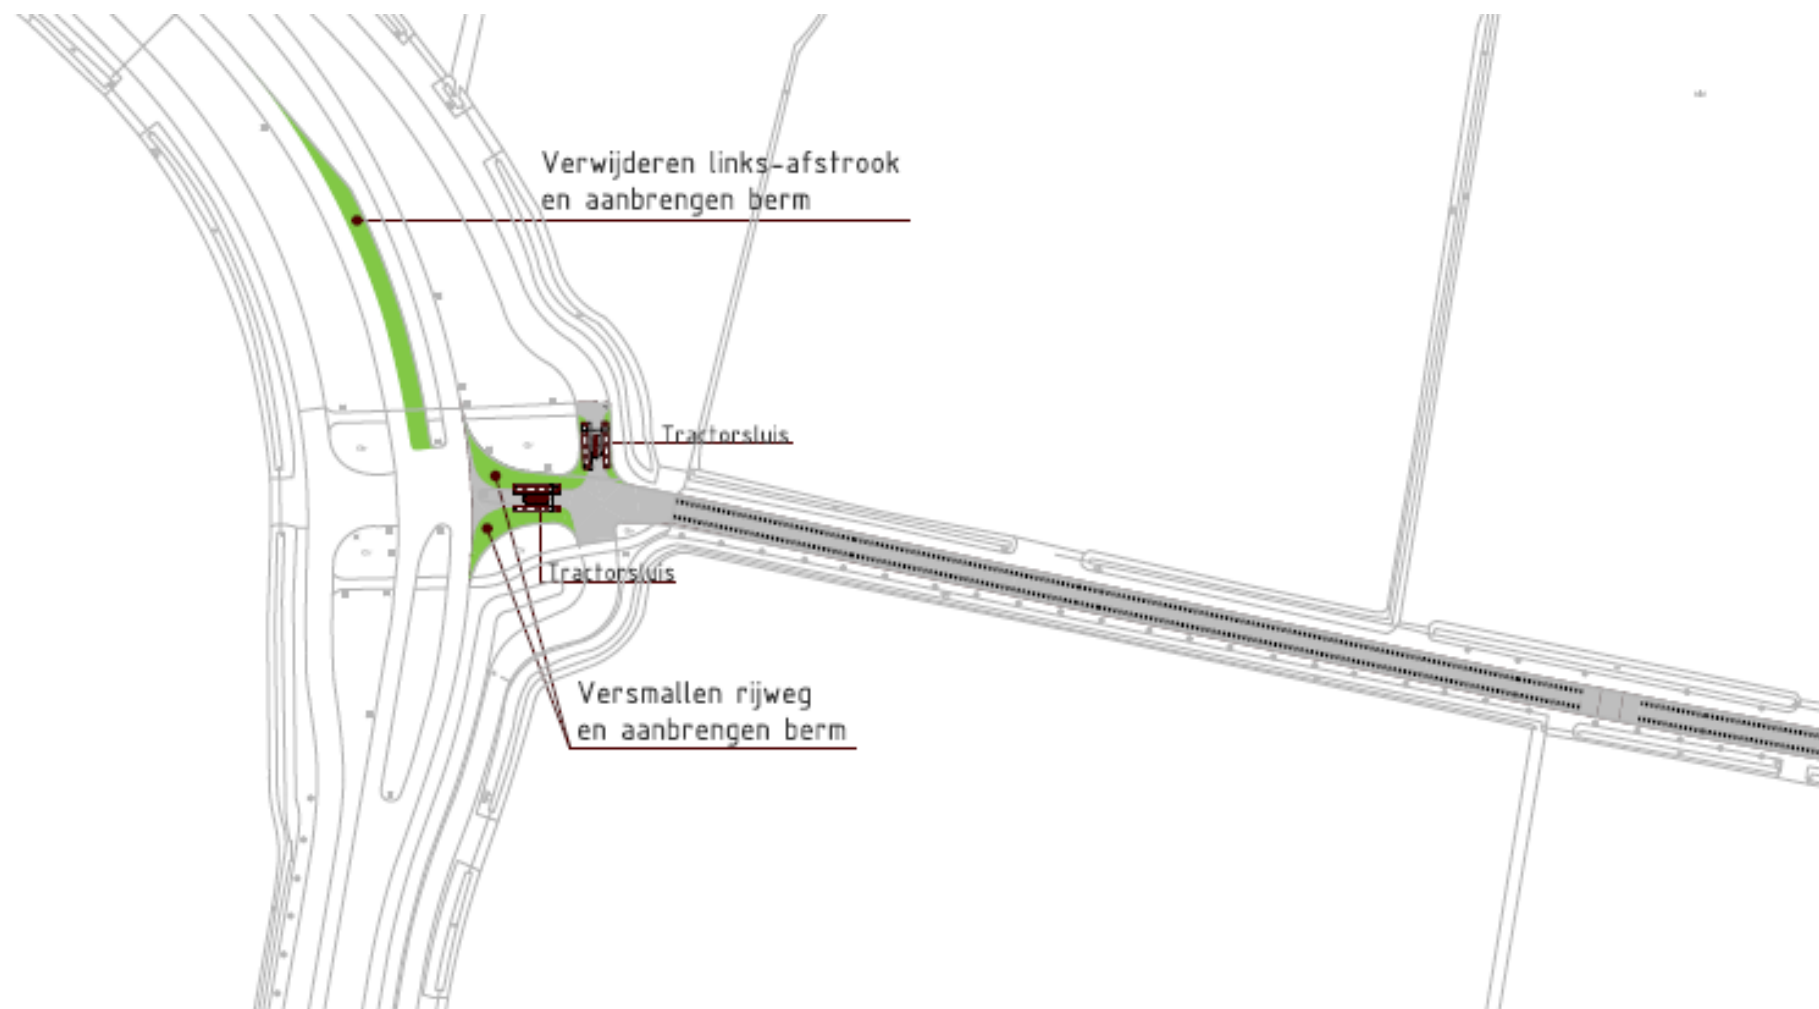 Verwijderen links-afstrook
en aanbrengen berm
Tractorsluis
Tractorsluis
Versmallen rijweg
en aanbrengen berm